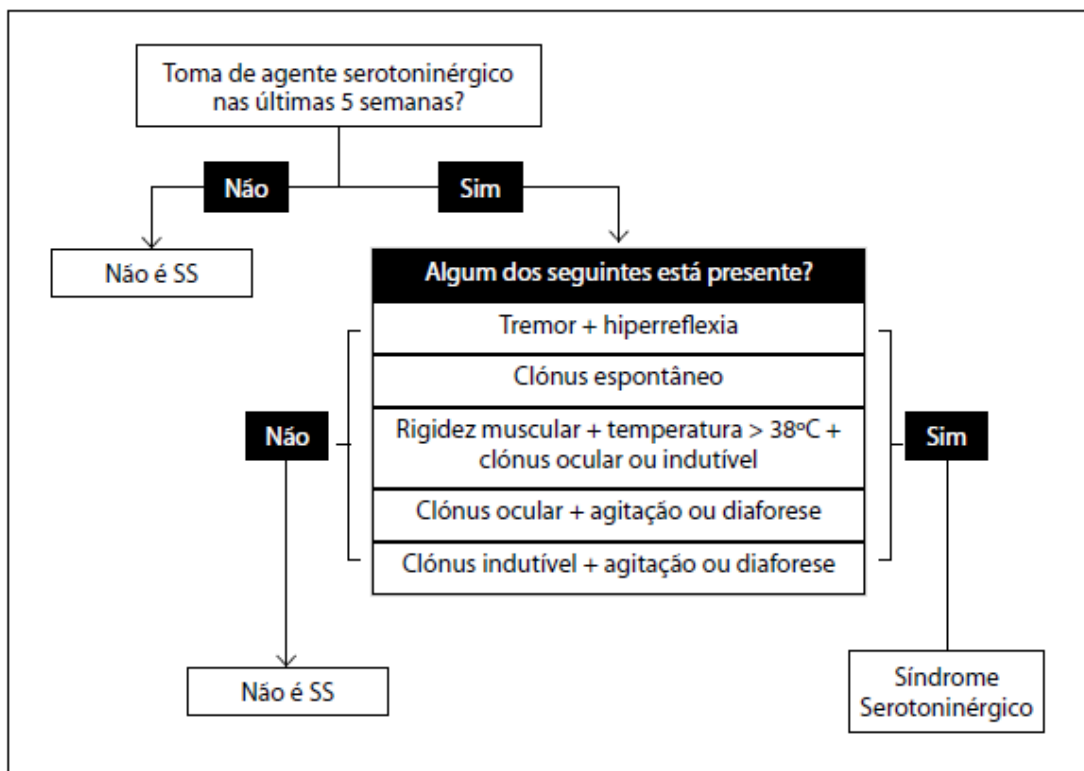 Toma de agente serotoninérgico
nas últimas 5 semanas?
Não
Sim
Não é SS
Algum dos seguintes está presente?
Tremor + hiperreflexia
Clónus espontâneo
Rigidez muscular + temperatura > 38ºC +
clónus ocular ou indutível
Clónus ocular + agitação ou diaforese
Clónus indutível + agitação ou diaforese
Não
Sim
Não é SS
Síndrome
Serotoninérgico